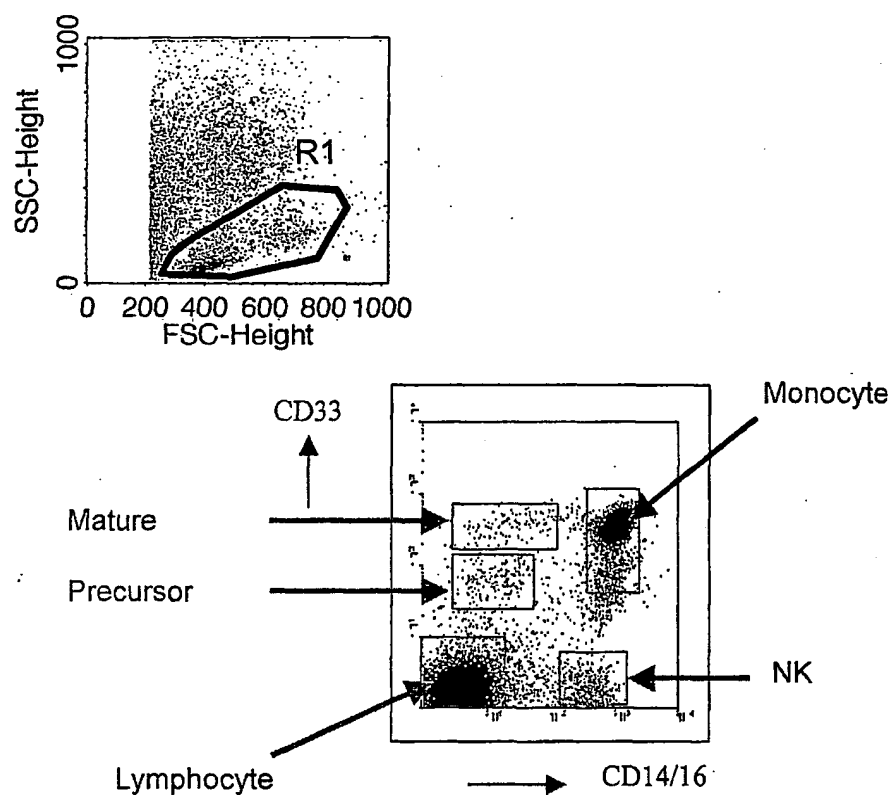 1000
SSC-Height
R1
0
0 200 400 600 800 1000
FSC-Height
Monocyte
CD33
Mature
Precursor
NK
Lymphocyte
CD14/16